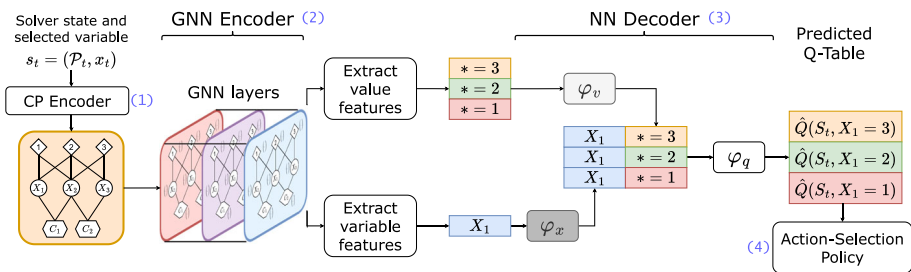 Solver state and
selected variable
s_t = (𝒫_t, x_t)
CP Encoder
(1)
1
2
3
X_1
X_2
X_3
C_1
C_2
GNN Encoder (2)
GNN layers
Extract
value
features
* = 3
* = 2
* = 1
Extract
variable
features
X_1
NN Decoder (3)
φ_v
φ_x
X_1 * = 3
X_1 * = 2
X_1 * = 1
φ_q
Predicted
Q-Table
Q̂(S_t, X_1 = 3)
Q̂(S_t, X_1 = 2)
Q̂(S_t, X_1 = 1)
(4)
Action-Selection
Policy